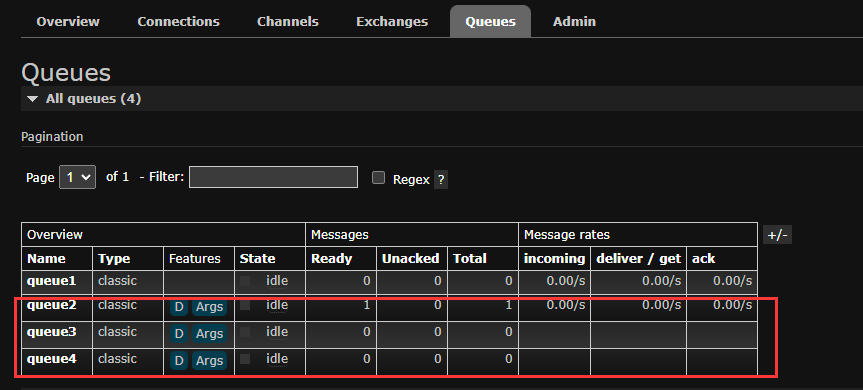 Overview Connections Channels Exchanges Queues Admin
Queues
All queues (4)
Pagination
Page 1 of 1 - Filter: Regex ?
Overview Messages Message rates +/-
Name Type Features State Ready Unacked Total incoming deliver / get ack
queue1 classic idle 0 0 0 0.00/s 0.00/s 0.00/s
queue2 classic D Args idle 1 0 1 0.00/s 0.00/s 0.00/s
queue3 classic D Args idle 0 0 0
queue4 classic D Args idle 0 0 0